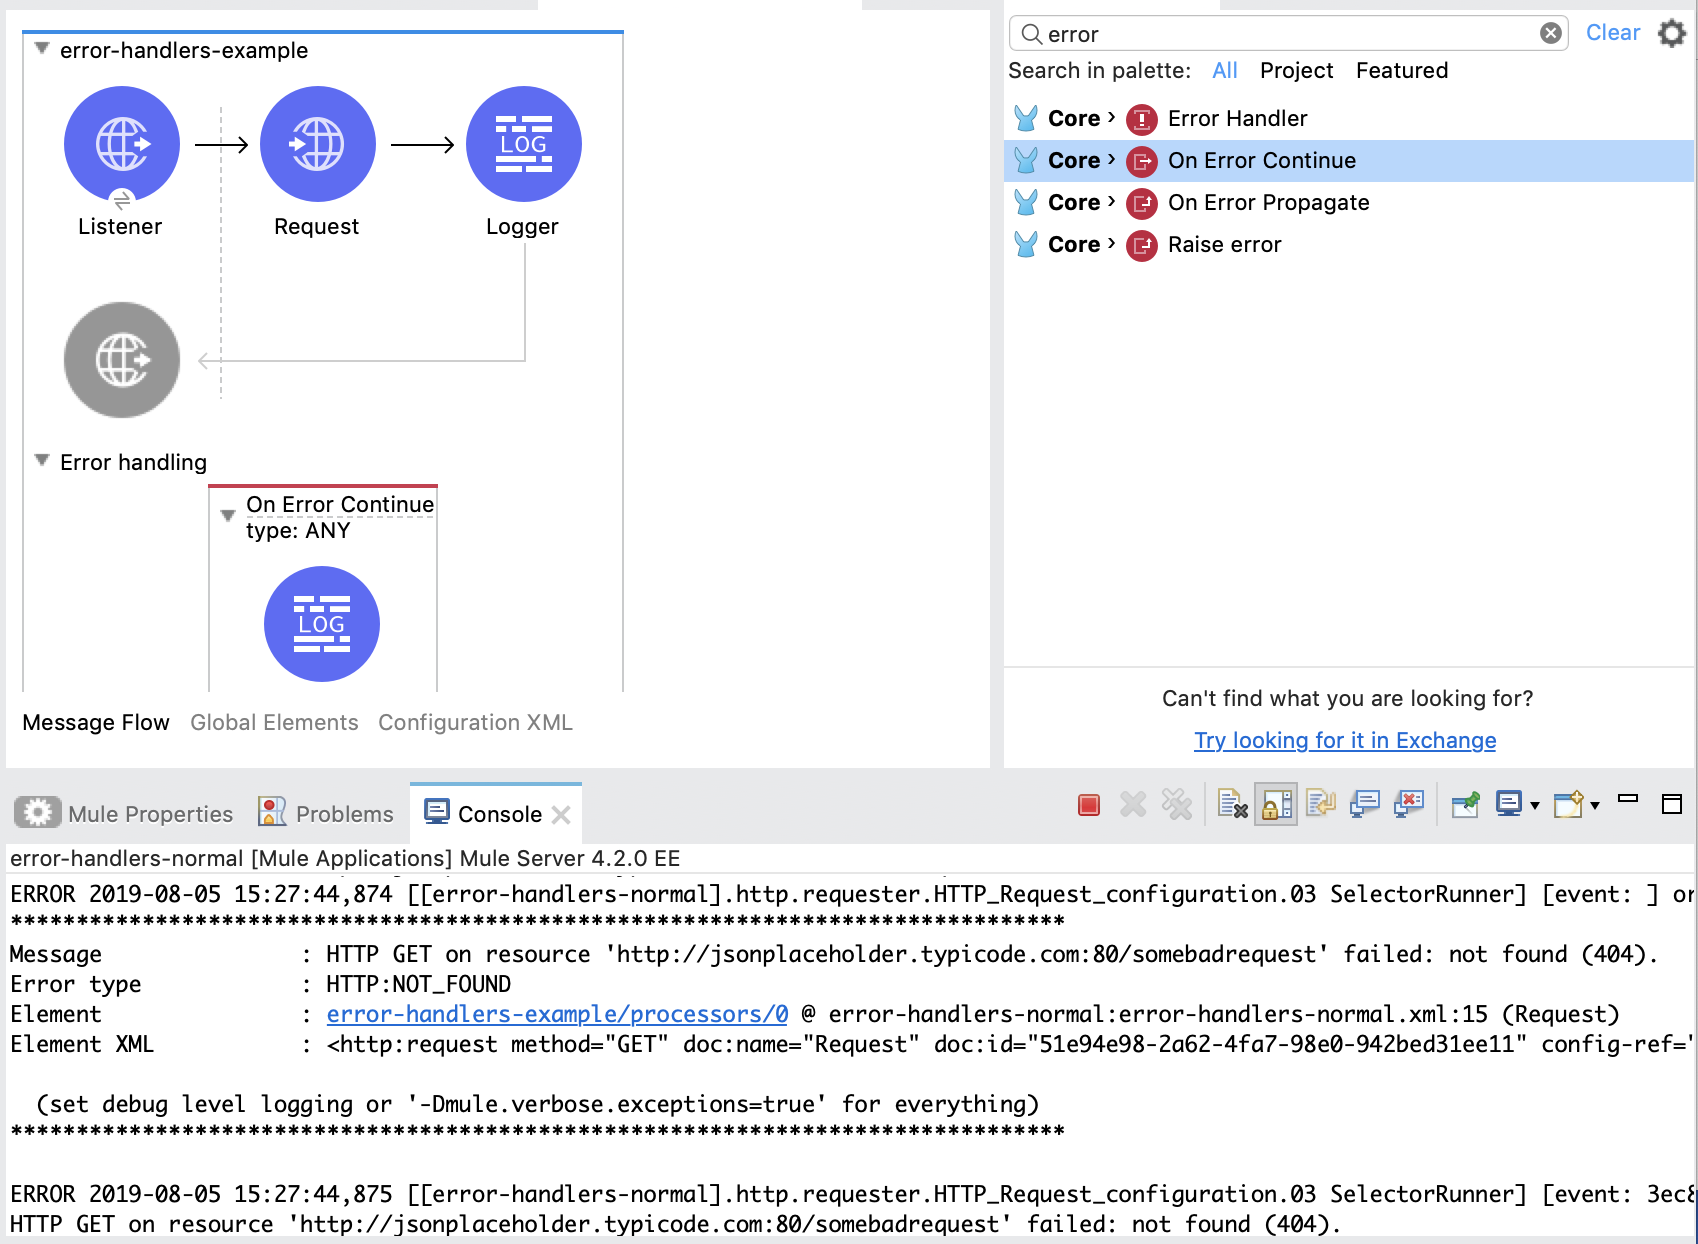 error-handlers-example
LOG
Listener
Request
Logger
Error handling
On Error Continue
type: ANY
LOG
Message Flow Global Elements Configuration XML
error
Clear
Search in palette: All Project Featured
Core › Error Handler
Core › On Error Continue
Core › On Error Propagate
Core › Raise error
Can't find what you are looking for?
Try looking for it in Exchange
Mule Properties Problems Console
error-handlers-normal [Mule Applications] Mule Server 4.2.0 EE
ERROR 2019-08-05 15:27:44,874 [[error-handlers-normal].http.requester.HTTP_Request_configuration.03 SelectorRunner] [event: ] or
********************************************************************************
Message : HTTP GET on resource 'http://jsonplaceholder.typicode.com:80/somebadrequest' failed: not found (404).
Error type : HTTP:NOT_FOUND
Element : error-handlers-example/processors/0 @ error-handlers-normal:error-handlers-normal.xml:15 (Request)
Element XML : <http:request method="GET" doc:name="Request" doc:id="51e94e98-2a62-4fa7-98e0-942bed31ee11" config-ref="
(set debug level logging or '-Dmule.verbose.exceptions=true' for everything)
********************************************************************************
ERROR 2019-08-05 15:27:44,875 [[error-handlers-normal].http.requester.HTTP_Request_configuration.03 SelectorRunner] [event: 3ec8
HTTP GET on resource 'http://jsonplaceholder.typicode.com:80/somebadrequest' failed: not found (404).